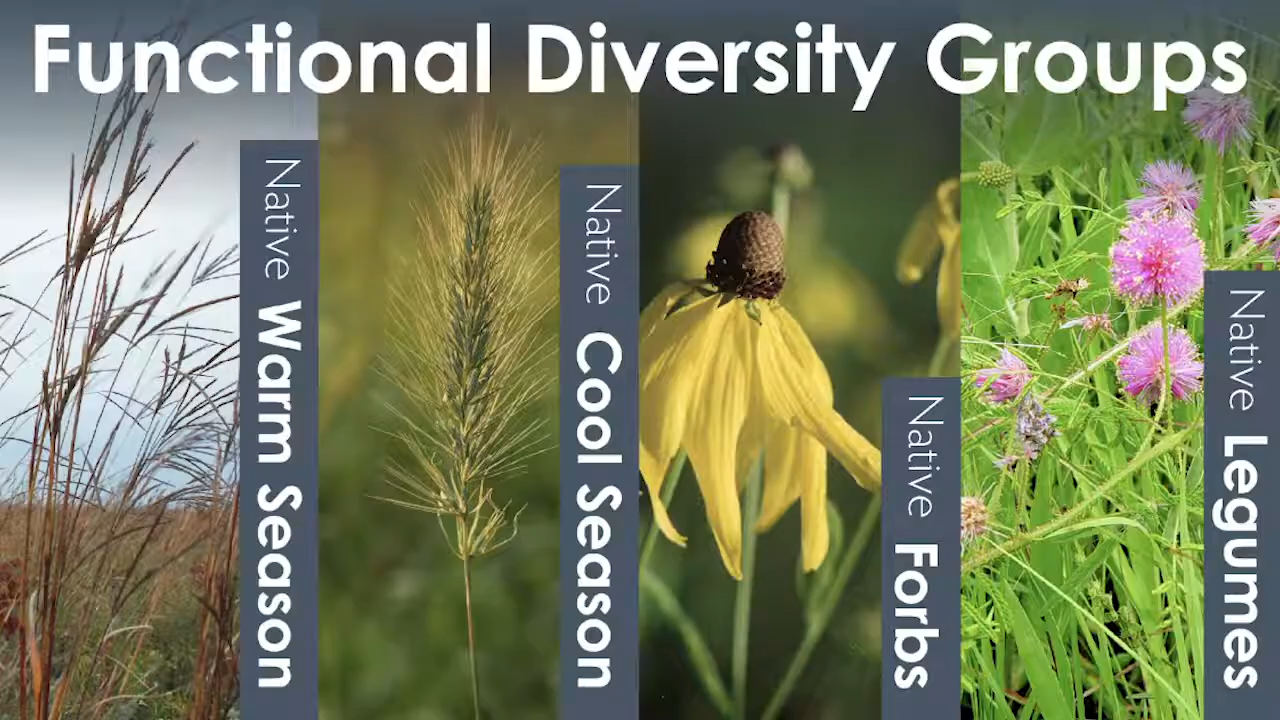 Functional Diversity Groups
Native Warm Season
Native Cool Season
Native Forbs
Native Legumes